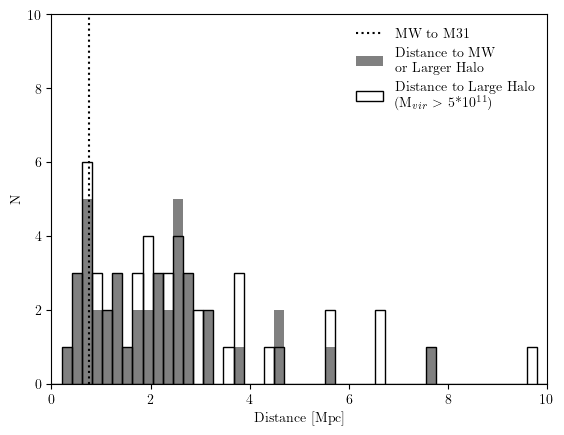 10
8
6
4
2
0
N
0 2 4 6 8 10
Distance [Mpc]
MW to M31
Distance to MW
or Larger Halo
Distance to Large Halo
(M$_{vir}$ > 5*10$^{11}$)